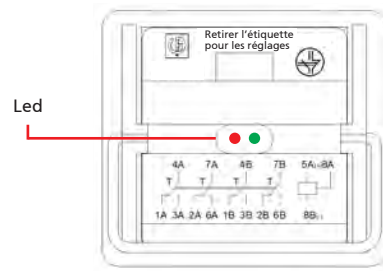 Retirer l'étiquette
pour les réglages
Led
4A 7A 4B 7B 5A 8A
T T T T
1A 3A 2A 6A 1B 3B 2B 6B 8B